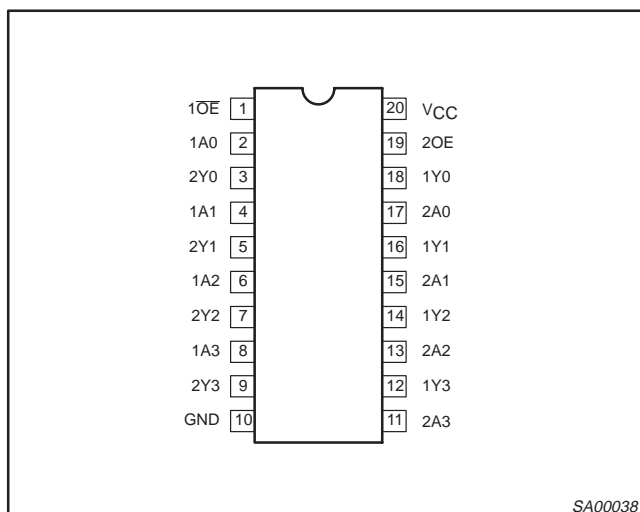 1O̅E̅ 1 20 VCC
1A0 2 19 2OE
2Y0 3 18 1Y0
1A1 4 17 2A0
2Y1 5 16 1Y1
1A2 6 15 2A1
2Y2 7 14 1Y2
1A3 8 13 2A2
2Y3 9 12 1Y3
GND 10 11 2A3
SA00038